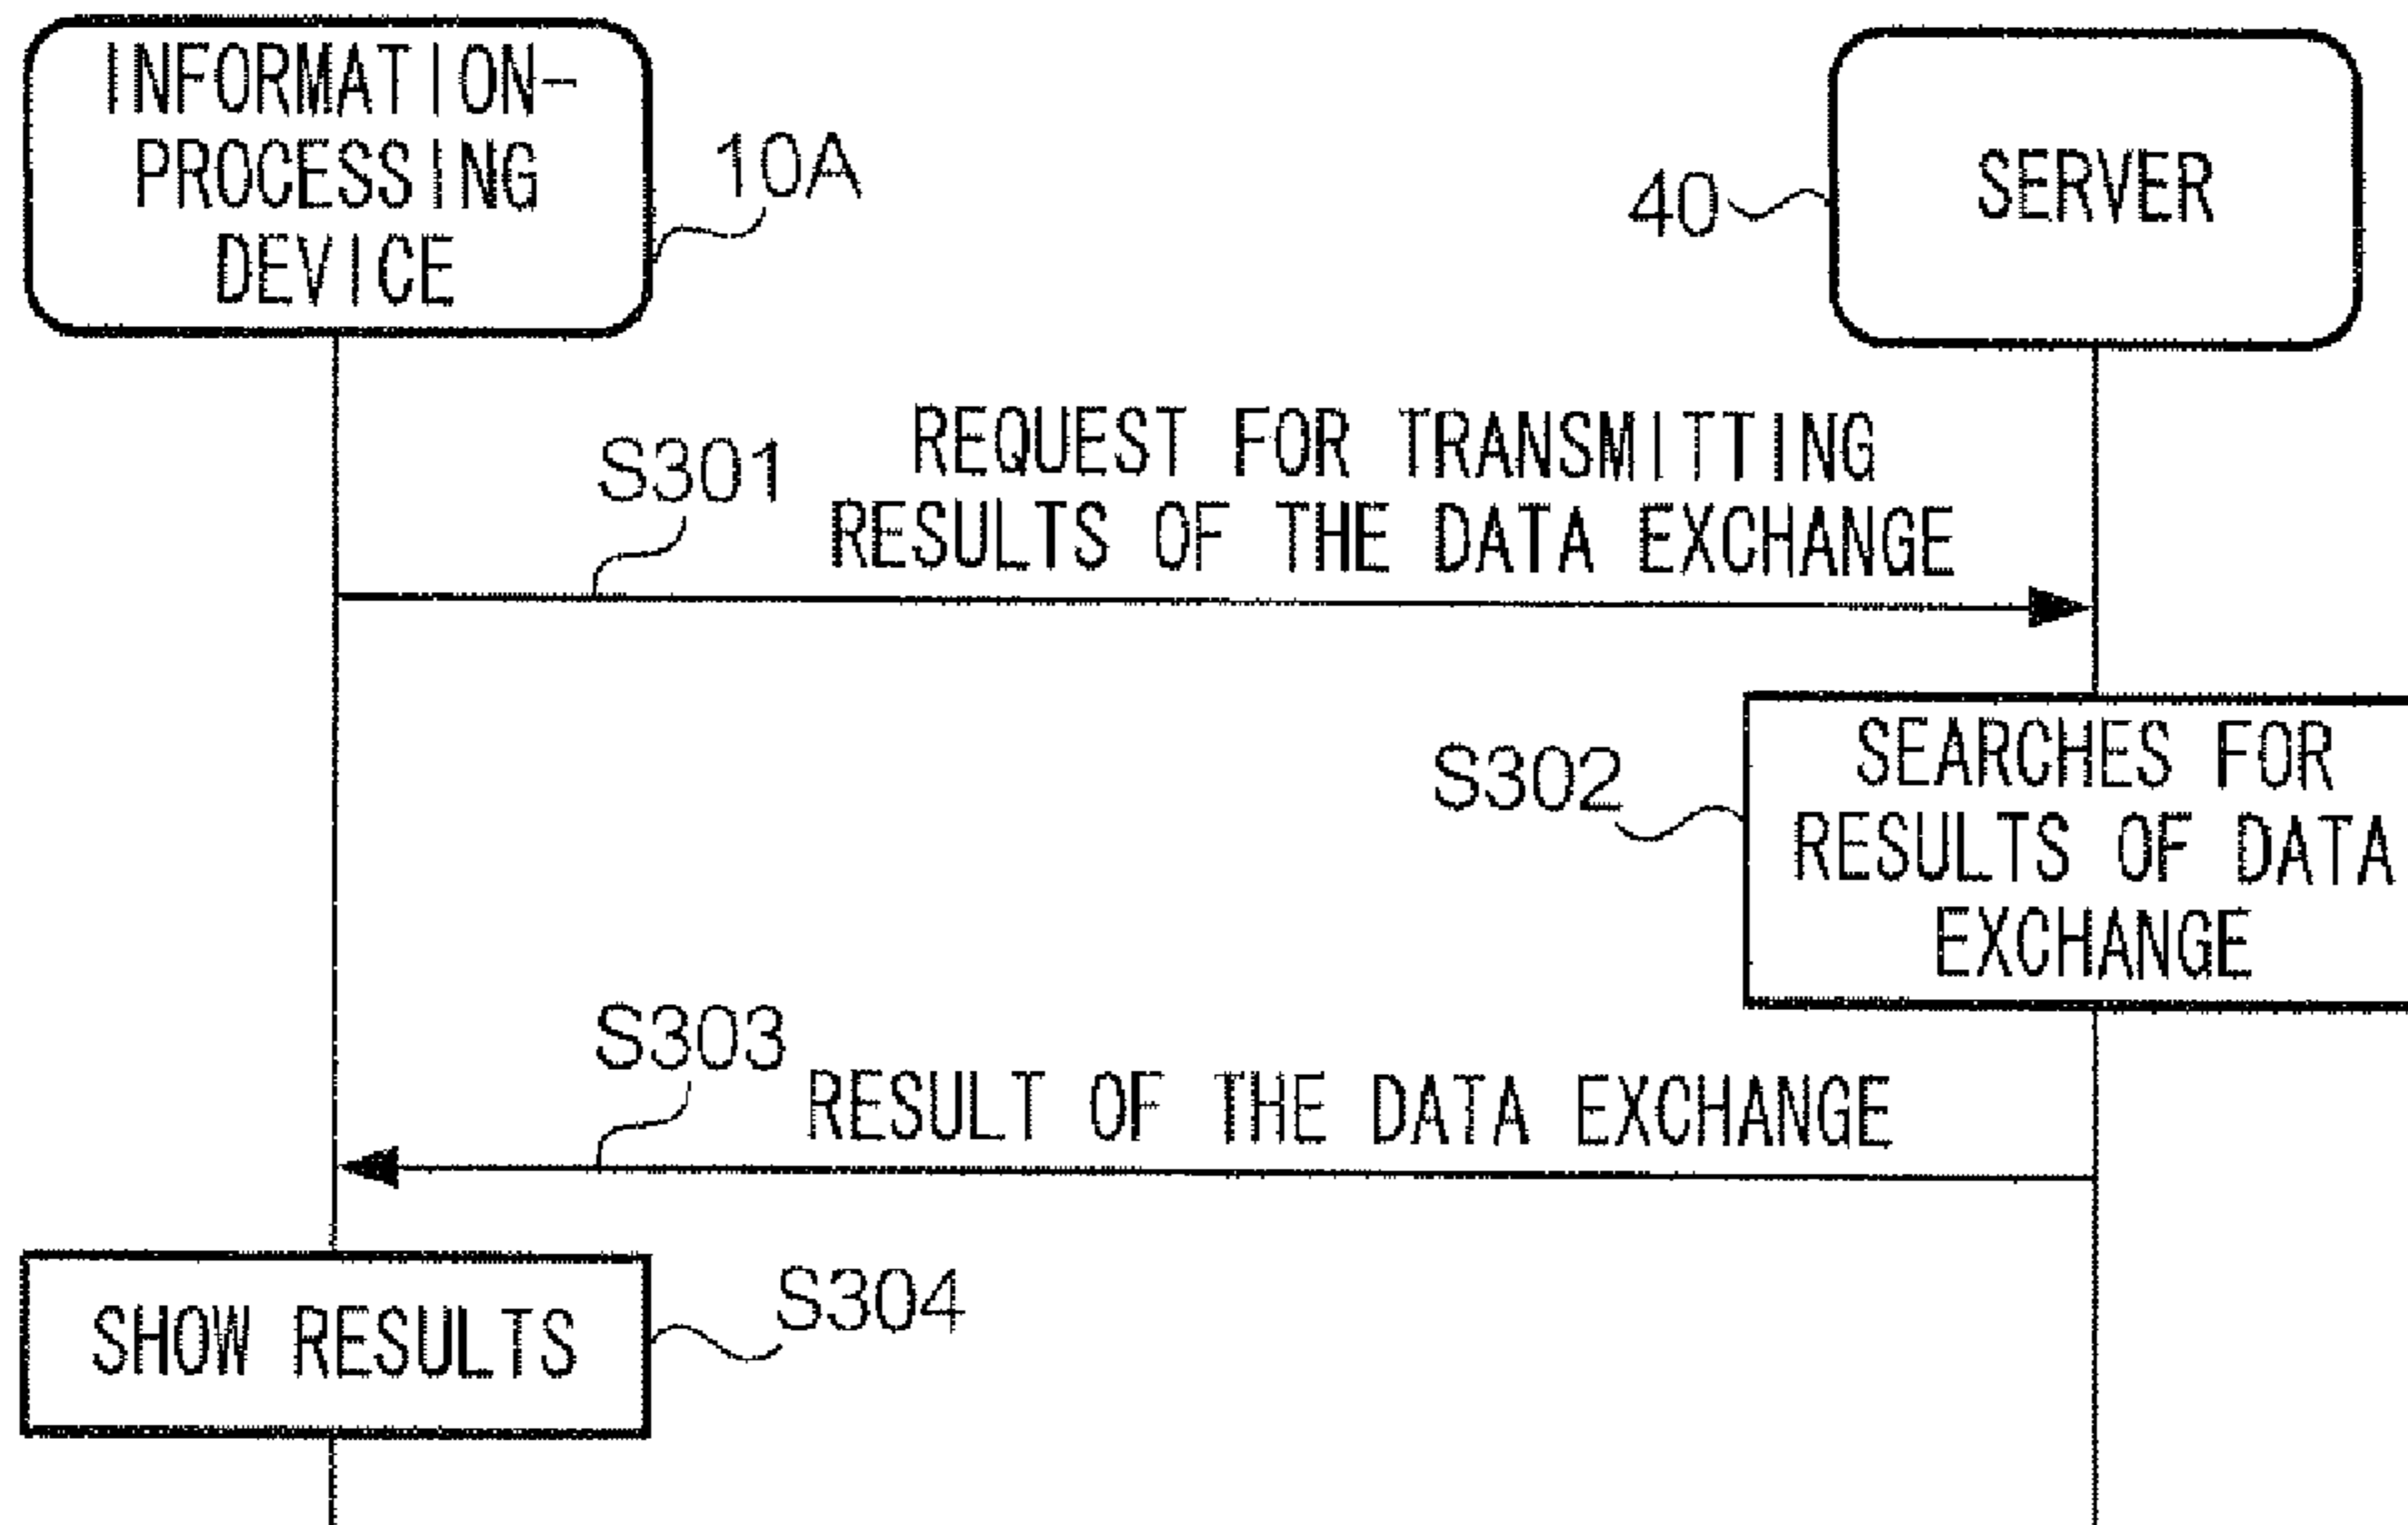 INFORMATION-
PROCESSING
DEVICE
10A
40
SERVER
S301
REQUEST FOR TRANSMITTING
RESULTS OF THE DATA EXCHANGE
S302
SEARCHES FOR
RESULTS OF DATA
EXCHANGE
S303
RESULT OF THE DATA EXCHANGE
SHOW RESULTS
S304